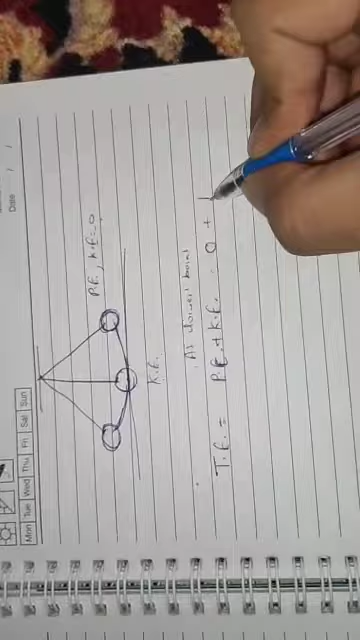 Date / /
Mon Tue Wed Thu Fri Sat Sun
P.E., K.E=0
K.E.
At lowest point
T.E. = P.E. + K.E. = 0 +